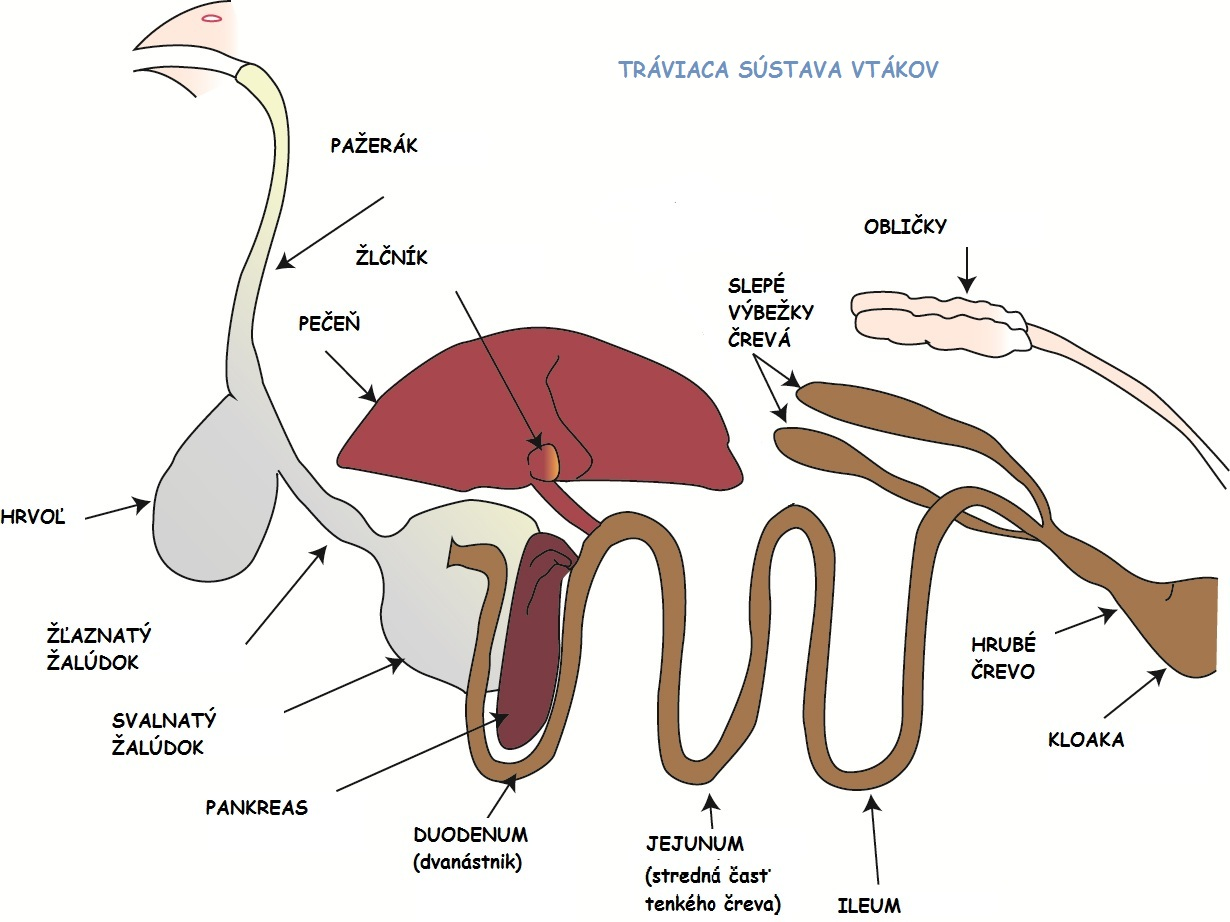 TRÁVIACA SÚSTAVA VTÁKOV
PAŽERÁK
ŽLČNÍK
PEČEŇ
OBLIČKY
SLEPÉ
VÝBEŽKY
ČREVÁ
HRVOĽ
ŽĽAZNATÝ
ŽALÚDOK
SVALNATÝ
ŽALÚDOK
PANKREAS
DUODENUM
(dvanástnik)
JEJUNUM
(stredná časť
tenkého čreva)
ILEUM
HRUBÉ
ČREVO
KLOAKA